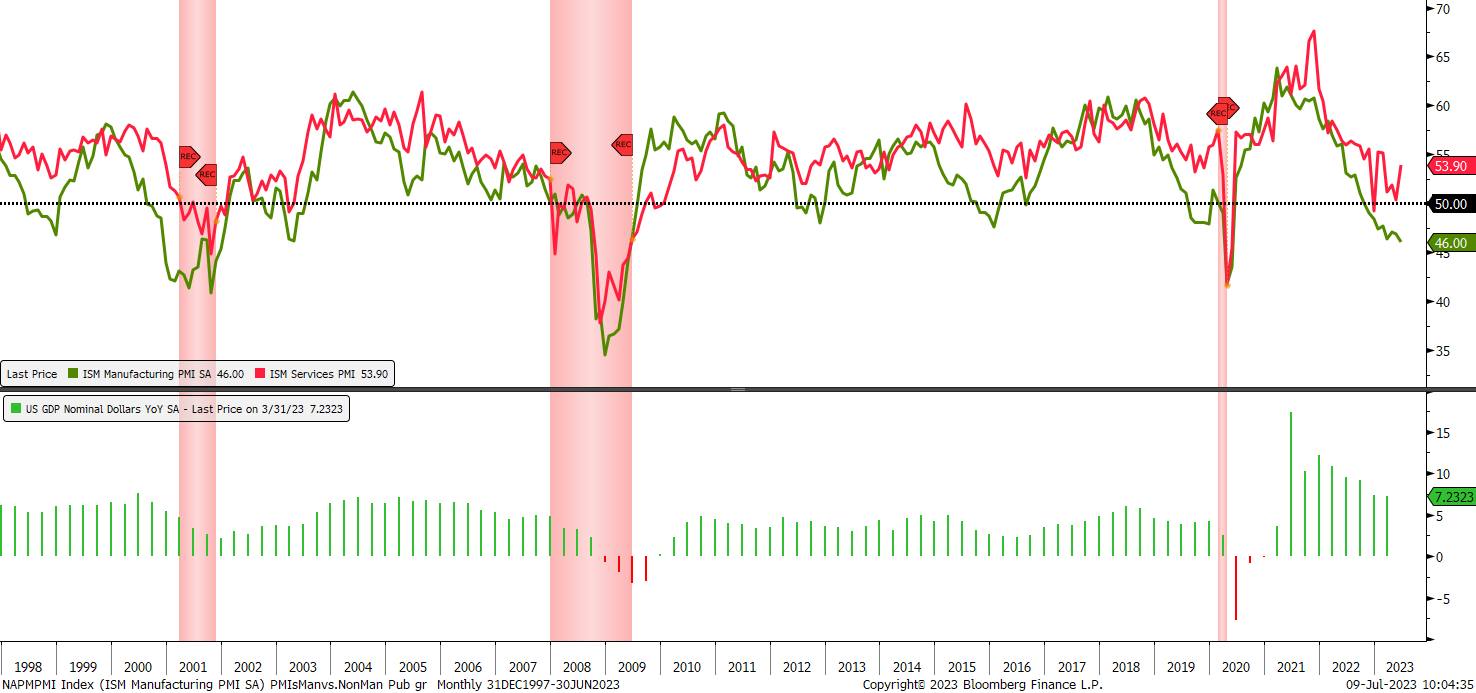 70
65
REC
REC
60
REC
REC
REC
REC
55
53.90
50.00
46.00
45
40
35
Last Price ISM Manufacturing PMI SA 46.00 ISM Services PMI 53.90
US GDP Nominal Dollars YoY SA - Last Price on 3/31/23 7.2323
15
10
7.2323
5
0
-5
1998 1999 2000 2001 2002 2003 2004 2005 2006 2007 2008 2009 2010 2011 2012 2013 2014 2015 2016 2017 2018 2019 2020 2021 2022 2023
NAPMPMI Index (ISM Manufacturing PMI SA) PMIsManvs.NonMan Pub gr Monthly 31DEC1997-30JUN2023 Copyright© 2023 Bloomberg Finance L.P. 09-Jul-2023 10:04:35